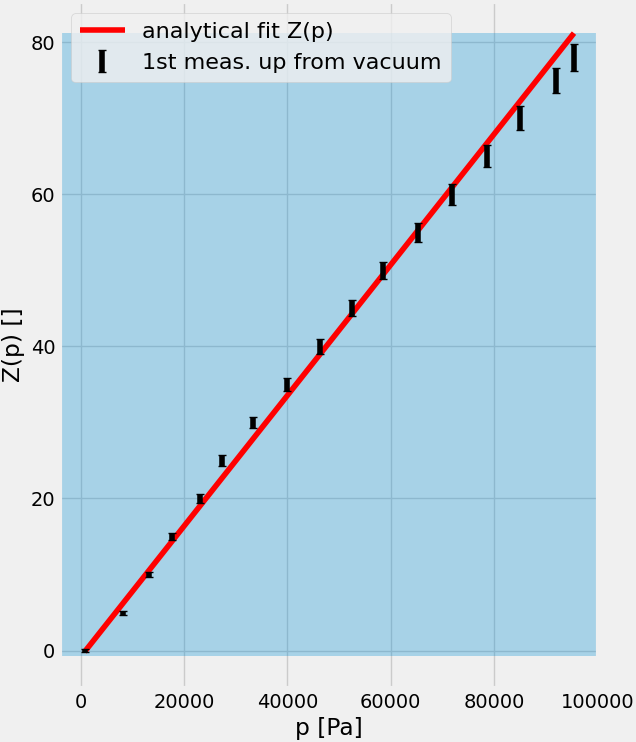 analytical fit Z(p)
1st meas. up from vacuum
80
60
40
20
0
Z(p) []
0 20000 40000 60000 80000 100000
p [Pa]